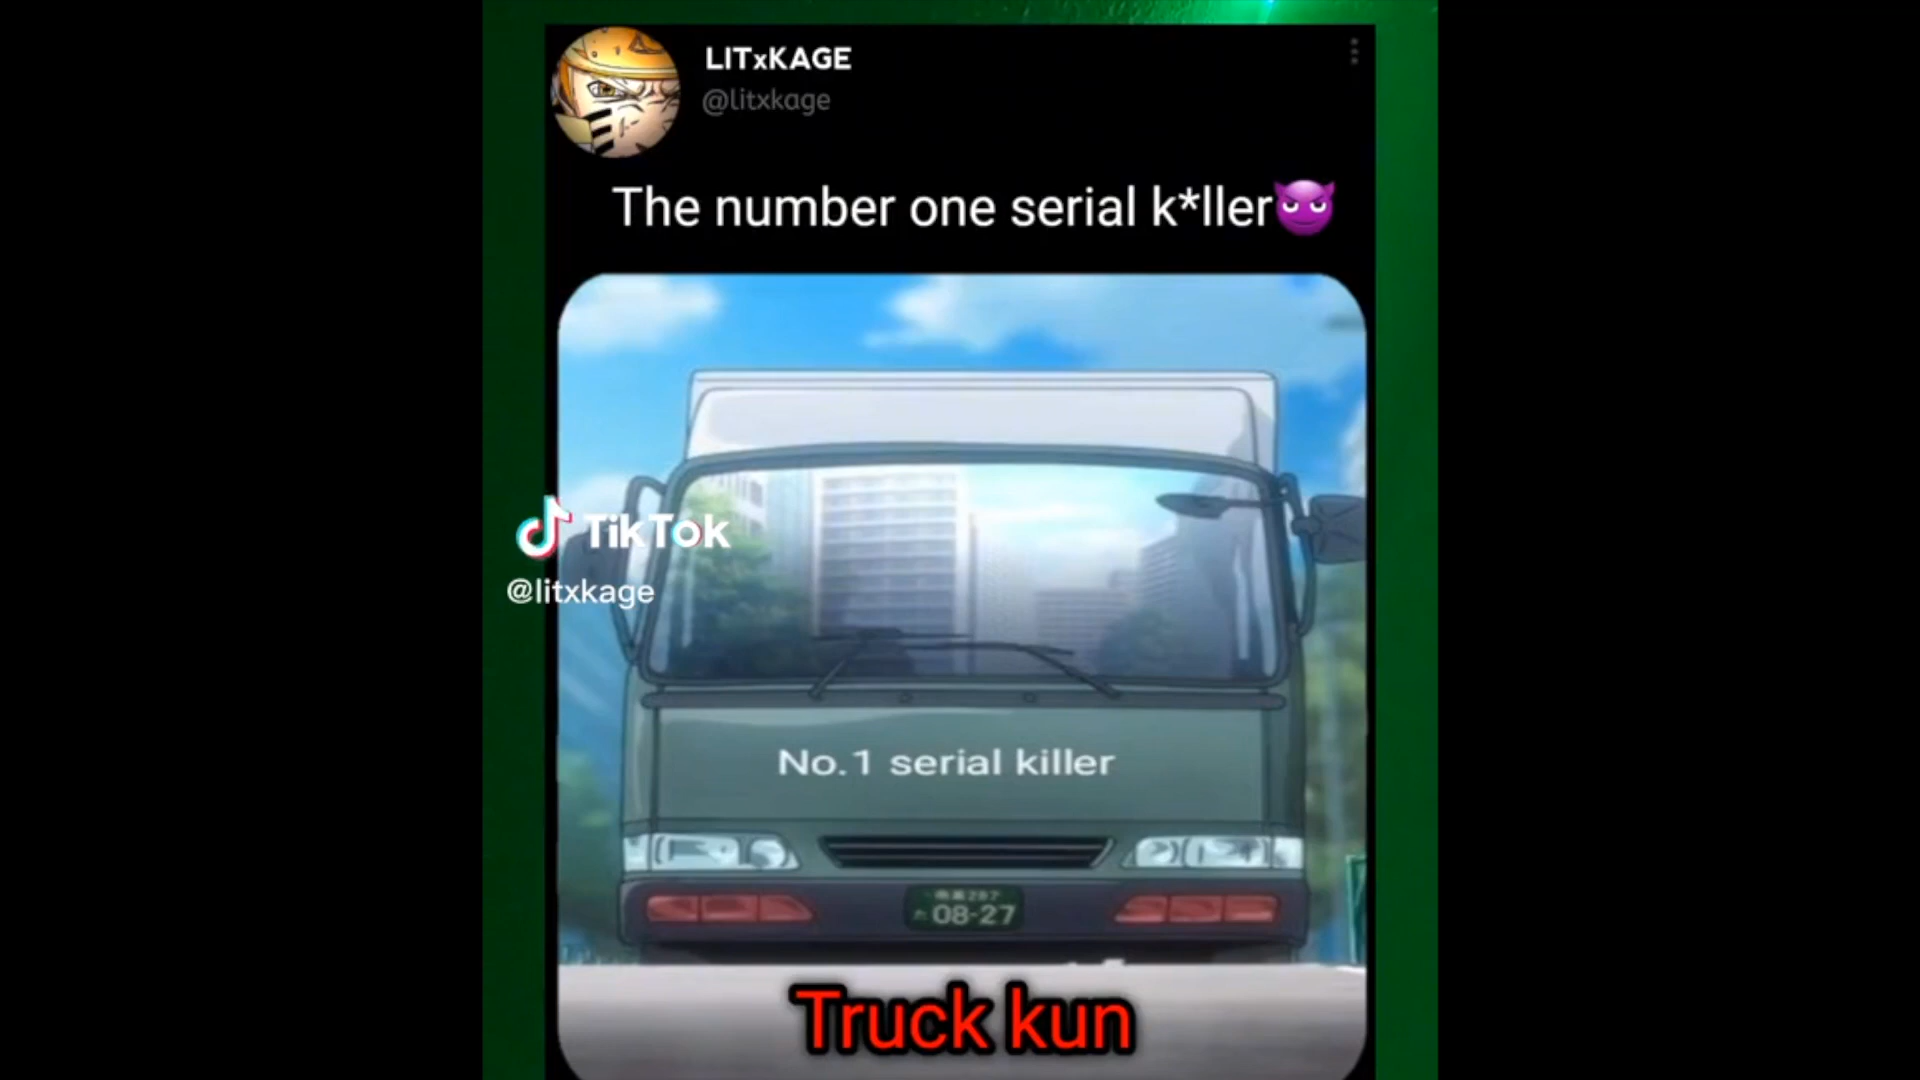 LITxKAGE
@litxkage
The number one serial k*ller😈
TikTok
@litxkage
No.1 serial killer
08-27
Truck kun